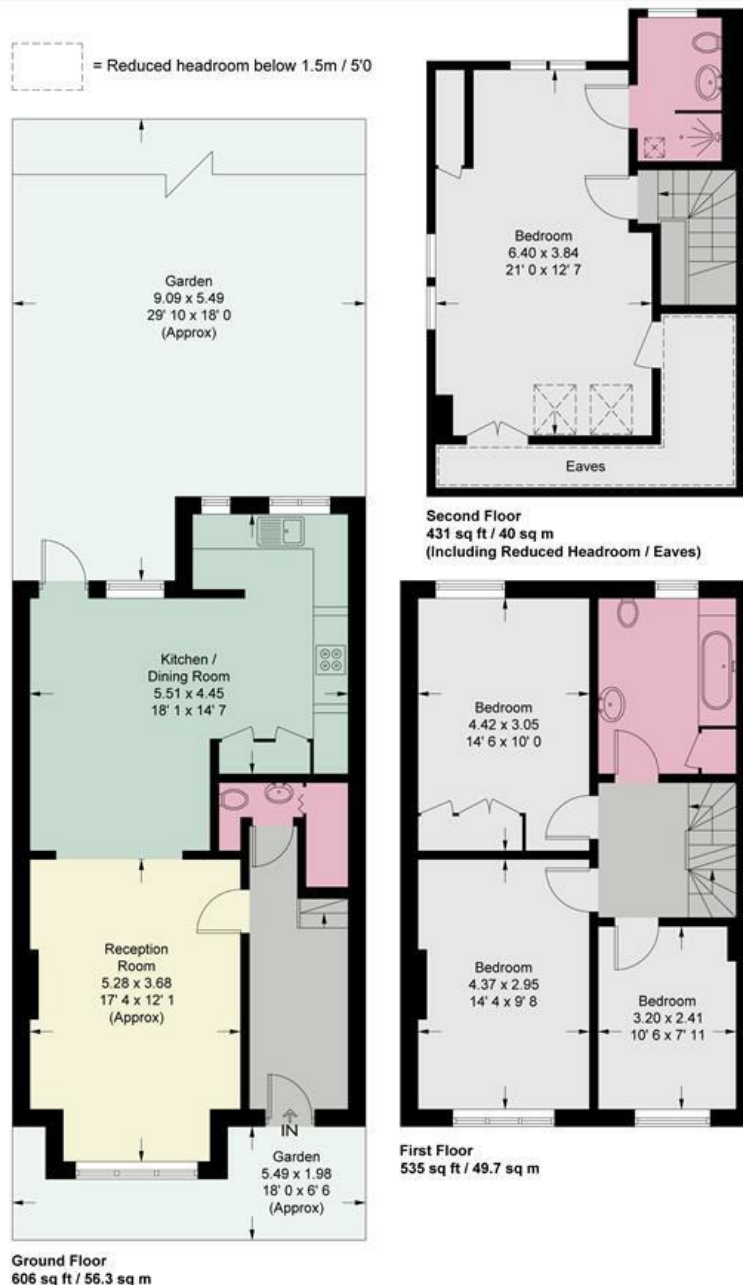 = Reduced headroom below 1.5m / 5'0
Garden
9.09 x 5.49
29' 10 x 18' 0
(Approx)
Kitchen /
Dining Room
5.51 x 4.45
18' 1 x 14' 7
Reception
Room
5.28 x 3.68
17' 4 x 12' 1
(Approx)
IN
Garden
5.49 x 1.98
18' 0 x 6' 6
(Approx)
Ground Floor
606 sq ft / 56.3 sq m
Bedroom
6.40 x 3.84
21' 0 x 12' 7
Eaves
Second Floor
431 sq ft / 40 sq m
(Including Reduced Headroom / Eaves)
Bedroom
4.42 x 3.05
14' 6 x 10' 0
Bedroom
4.37 x 2.95
14' 4 x 9' 8
Bedroom
3.20 x 2.41
10' 6 x 7' 11
First Floor
535 sq ft / 49.7 sq m